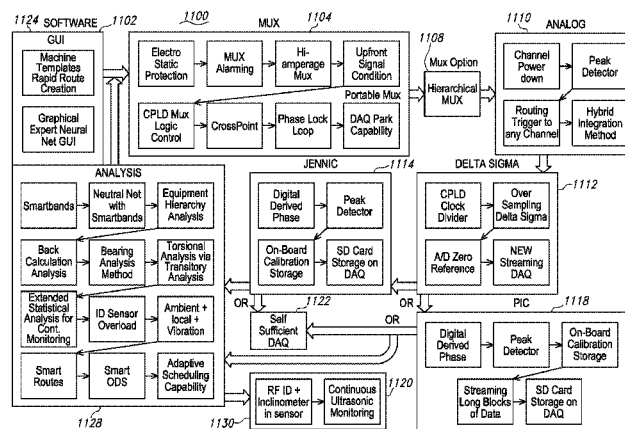 1124
SOFTWARE
1102
GUI
Machine
Templates
Rapid Route
Creation
Graphical
Expert Neural
Net GUI
1100
MUX
1104
Electro
Static
Protection
MUX
Alarming
Hi-
amperage
Mux
Upfront
Signal
Condition
Portable Mux
CPLD Mux
Logic
Control
CrossPoint
Phase Lock
Loop
DAQ Park
Capability
1108
Mux Option
Hierarchical
MUX
1110
ANALOG
Channel
Power
down
Peak
Detector
Routing
Trigger to
any Channel
Hybrid
Integration
Method
ANALYSIS
Smartbands
Neutral Net
with
Smartbands
Equipment
Hierarchy
Analysis
Back
Calculation
Analysis
Bearing
Analysis
Method
Torsional
Analysis via
Transitory
Analysis
Extended
Statistical
Analysis for
Cont.
Monitoring
ID Sensor
Overload
Ambient +
local +
Vibration
Smart
Routes
Smart
ODS
Adaptive
Scheduling
Capability
1128
JENNIC
1114
Digital
Derived
Phase
Peak
Detector
On-Board
Calibration
Storage
SD Card
Storage on
DAQ
DELTA SIGMA
1112
CPLD
Clock
Divider
Over
Sampling
Delta Sigma
A/D Zero
Reference
NEW
Streaming
DAQ
OR
1122
OR
Self
Sufficient
DAQ
OR
PIC
1118
Digital
Derived
Phase
Peak
Detector
On-Board
Calibration
Storage
Streaming
Long Blocks
of Data
SD Card
Storage on
DAQ
1120
RF ID +
Inclinometer
in sensor
Continuous
Ultrasonic
Monitoring
1130